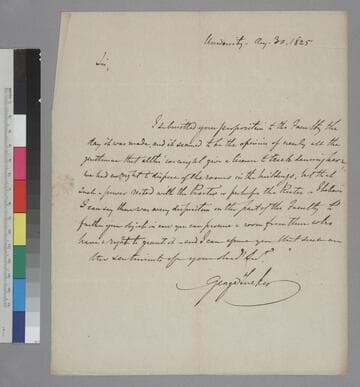 University. Aug. 30. 1825
Sir,
I submitted your proposition to the Faculty the
day it was made, and it seemed to be the opinion of nearly all the
gentlemen that altho' we might give a licence to teach dancing here
we had no right to dispose of the rooms in the buildings, but that
such a power rested with the Proctor or perhaps the Rector
I can say there was every disposition on the part of the Faculty to
further your object in case you can procure a room from those who
have a right to grant it and I can assure you that such are
the sentiments of your obedt. Sert.
George Tucker